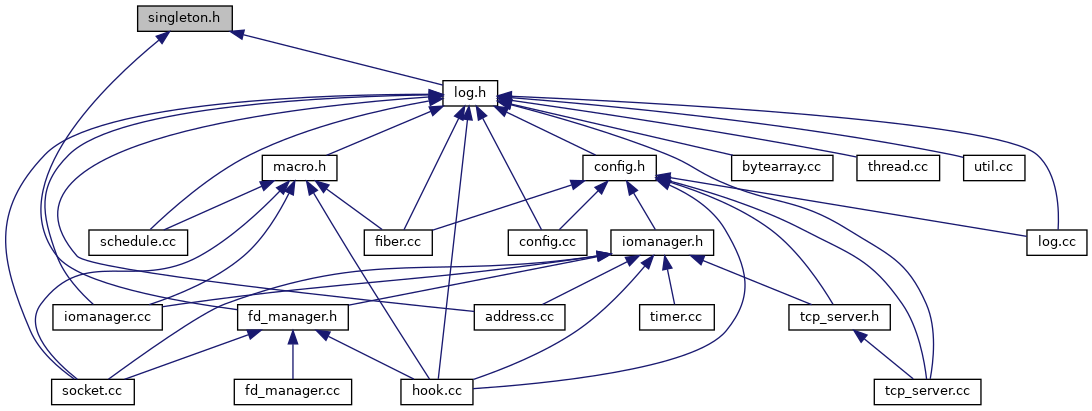 singleton.h
log.h
macro.h
config.h
bytearray.cc
thread.cc
util.cc
schedule.cc
fiber.cc
config.cc
iomanager.h
log.cc
iomanager.cc
fd_manager.h
address.cc
timer.cc
tcp_server.h
socket.cc
fd_manager.cc
hook.cc
tcp_server.cc